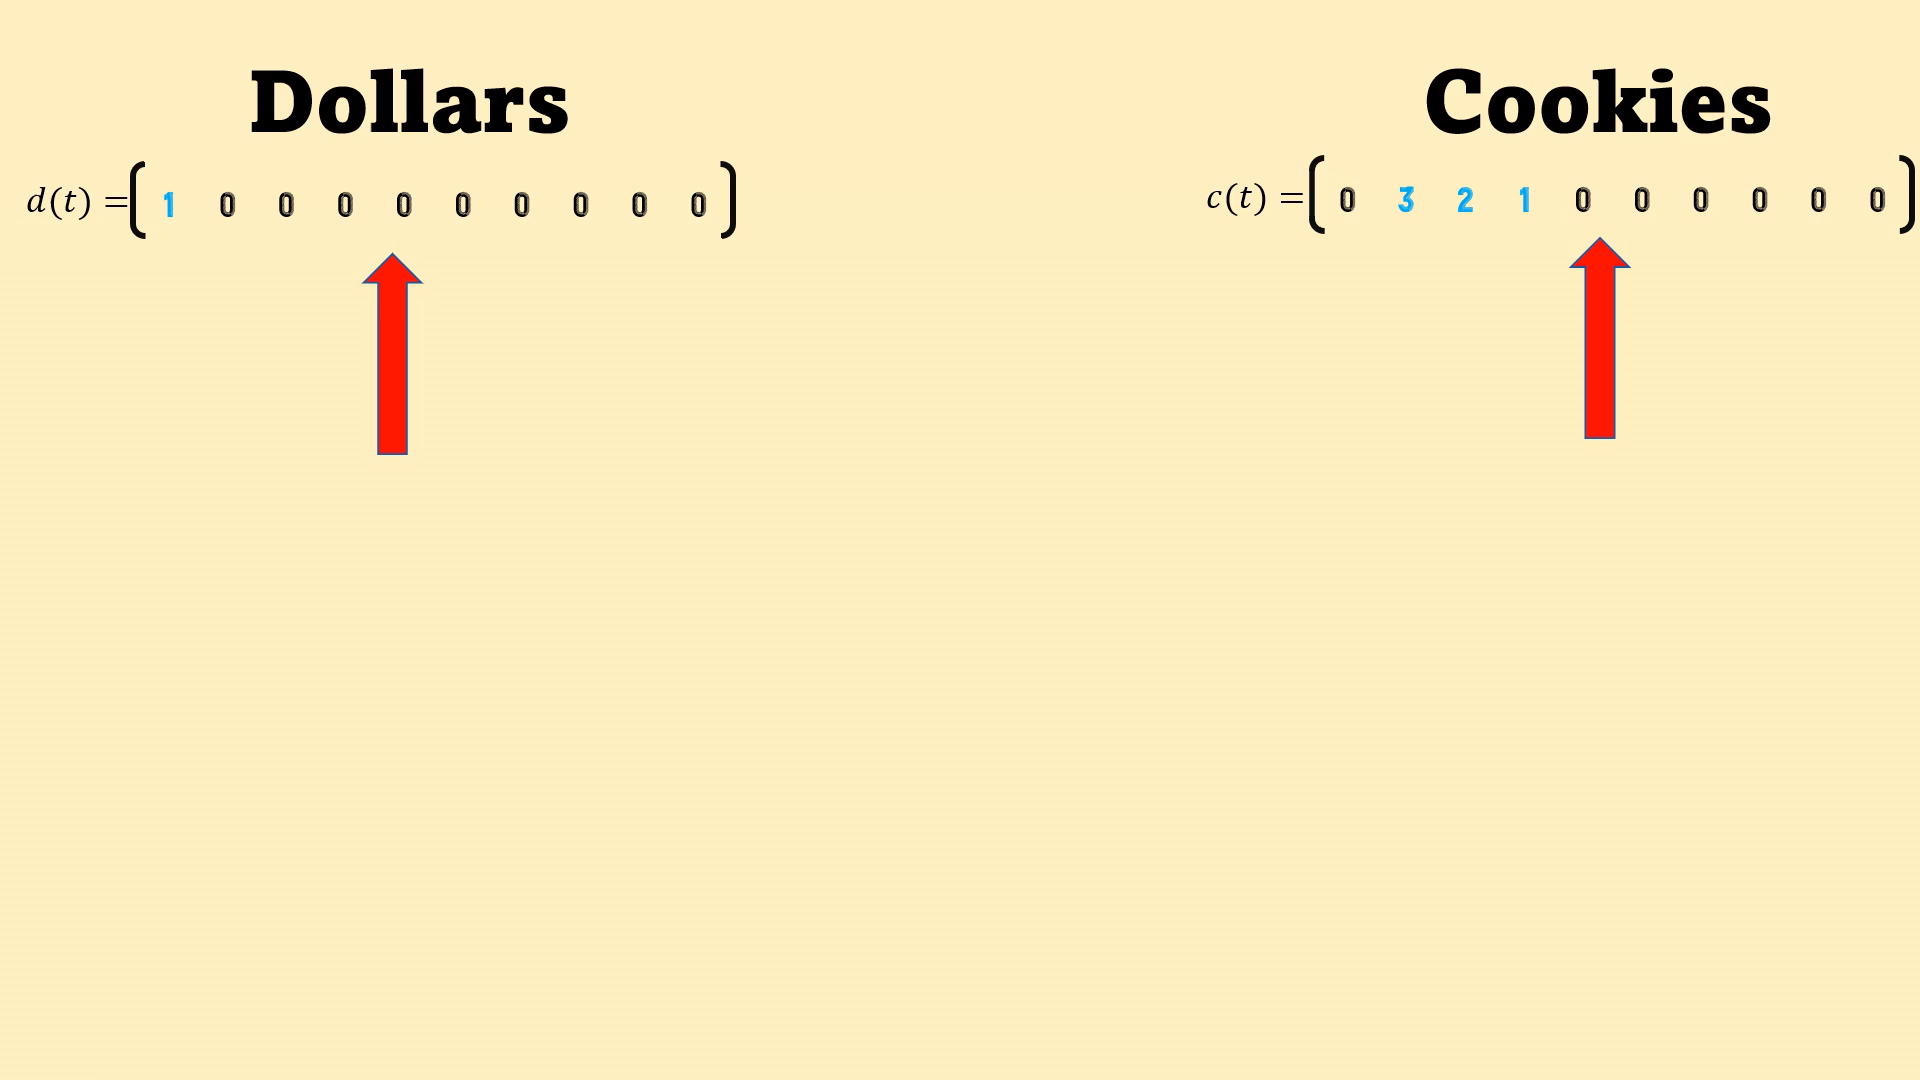 Dollars
d(t) = [ 1 0 0 0 0 0 0 0 0 0 ]
Cookies
c(t) = [ 0 3 2 1 0 0 0 0 0 0 ]